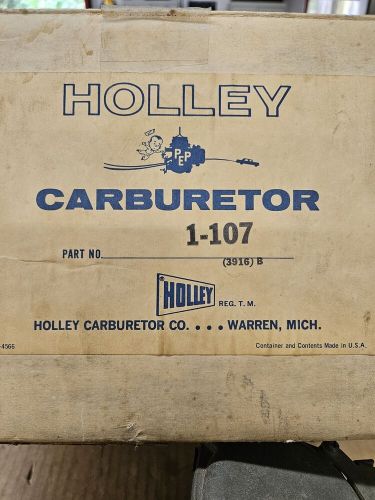 HOLLEY
PEP
CARBURETOR
PART NO. 1-107
(3916) B
HOLLEY REG. T. M.
HOLLEY CARBURETOR CO. . . . WARREN, MICH.
-4566 Container and Contents Made in U.S.A.